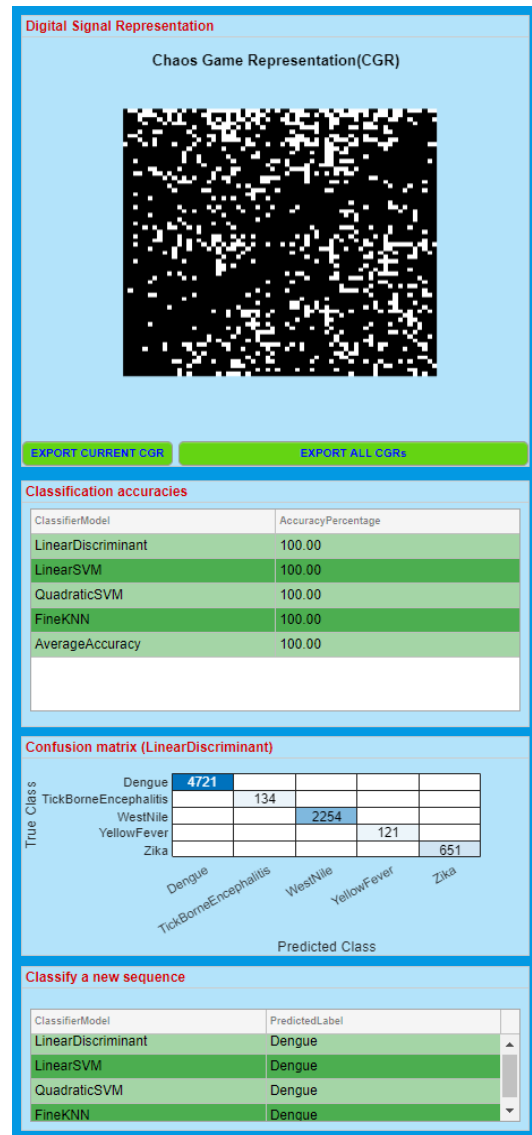 Digital Signal Representation
Chaos Game Representation(CGR)
EXPORT CURRENT CGR EXPORT ALL CGRs
Classification accuracies
ClassifierModel AccuracyPercentage
LinearDiscriminant 100.00
LinearSVM 100.00
QuadraticSVM 100.00
FineKNN 100.00
AverageAccuracy 100.00
Confusion matrix (LinearDiscriminant)
True Class
Dengue 4721
TickBorneEncephalitis 134
WestNile 2254
YellowFever 121
Zika 651
Dengue TickBorneEncephalitis WestNile YellowFever Zika
Predicted Class
Classify a new sequence
ClassifierModel PredictedLabel
LinearDiscriminant Dengue
LinearSVM Dengue
QuadraticSVM Dengue
FineKNN Dengue